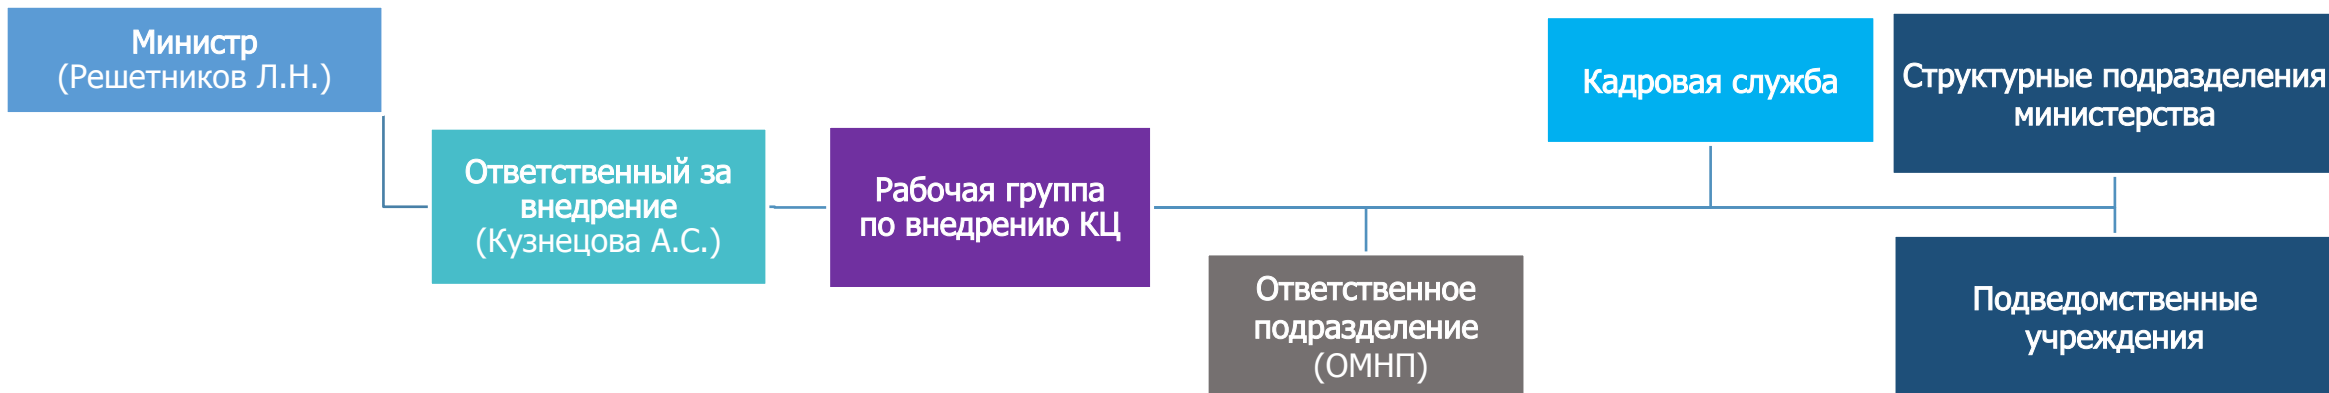 Министр
(Решетников Л.Н.)
Ответственный за
внедрение
(Кузнецова А.С.)
Рабочая группа
по внедрению КЦ
Ответственное
подразделение
(ОМНП)
Кадровая служба
Структурные подразделения
министерства
Подведомственные
учреждения